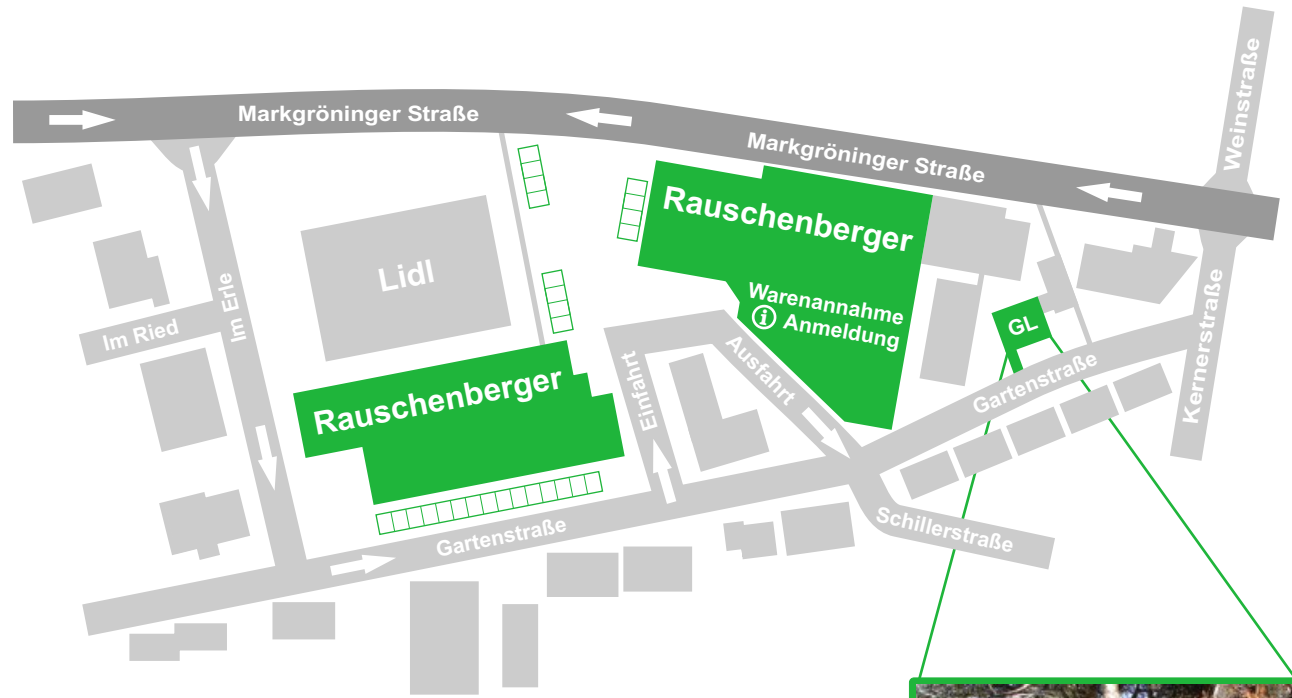 Weinstraße
Markgröninger Straße
Markgröninger Straße
Rauschenberger
Lidl
Im Erle
Im Ried
Warenannahme
i Anmeldung
GL
Kernerstraße
Ausfahrt
Einfahrt
Gartenstraße
Rauschenberger
Gartenstraße
Schillerstraße